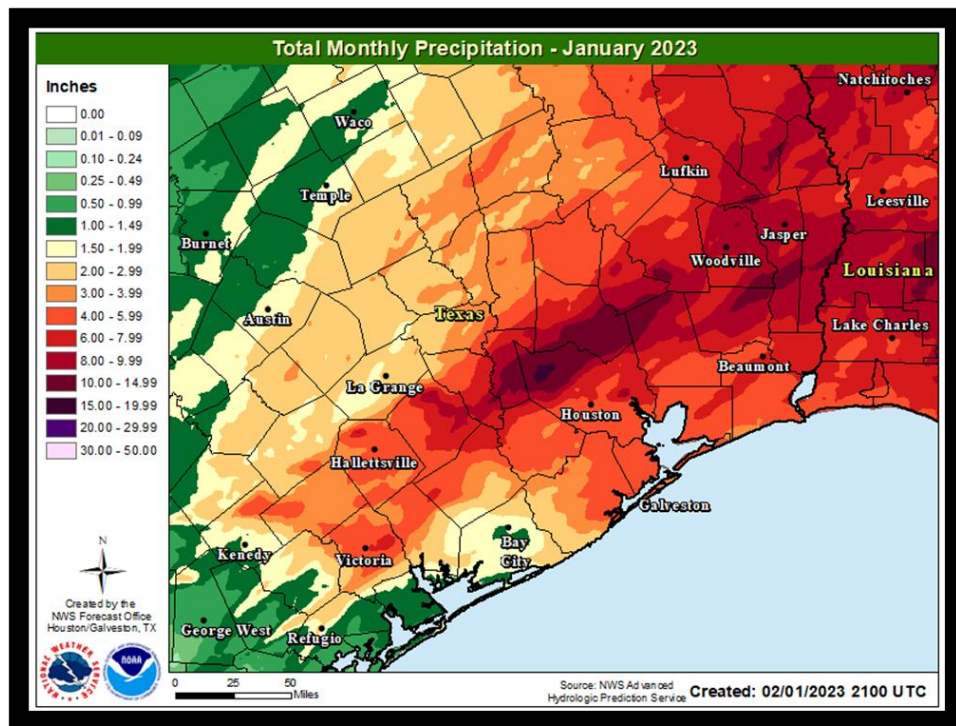 Total Monthly Precipitation - January 2023
Inches
0.00
0.01 - 0.09
0.10 - 0.24
0.25 - 0.49
0.50 - 0.99
1.00 - 1.49
1.50 - 1.99
2.00 - 2.99
3.00 - 3.99
4.00 - 5.99
6.00 - 7.99
8.00 - 9.99
10.00 - 14.99
15.00 - 19.99
20.00 - 29.99
30.00 - 50.00
Natchitoches
Waco
Lufkin
Temple
Leesville
Burnet
Jasper
Woodville
Louisiana
Austin
Texas
Lake Charles
Beaumont
La Grange
Houston
Hallettsville
Galveston
Kenedy
Victoria
Bay
City
George West
Refugio
N
Created by the
NWS Forecast Office
Houston/Galveston, TX
NATIONAL WEATHER SERVICE
NOAA
0 25 50
Miles
Source: NWS Advanced
Hydrologic Prediction Service
Created: 02/01/2023 2100 UTC